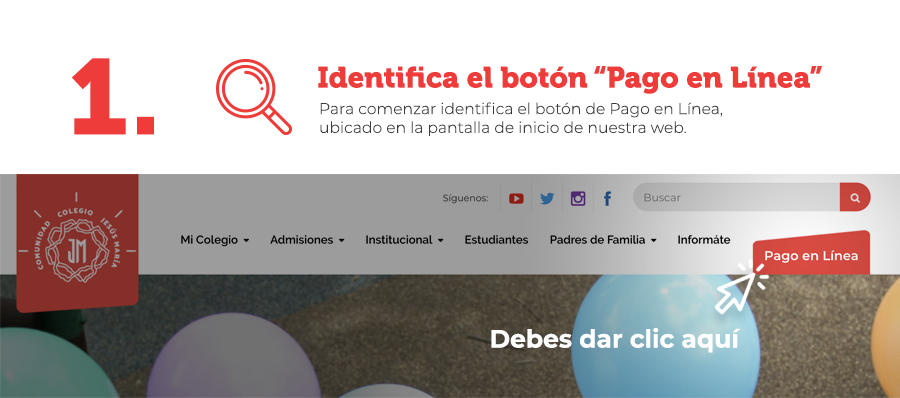 1.
Identifica el botón “Pago en Línea”
Para comenzar identifica el botón de Pago en Línea,
ubicado en la pantalla de inicio de nuestra web.
Síguenos:
Buscar
COMUNIDAD COLEGIO JESÚS MARÍA
JM
Mi Colegio Admisiones Institucional Estudiantes Padres de Familia Infórmate
Pago en Línea
Debes dar clic aquí